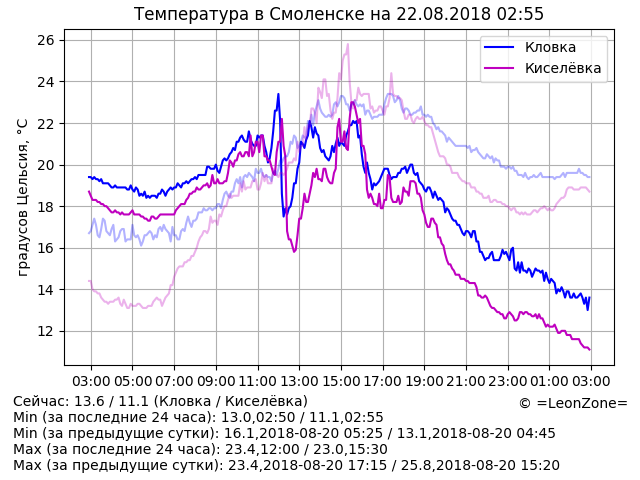 Температура в Смоленске на 22.08.2018 02:55
Кловка
Киселёвка
градусов Цельсия, °C
26
24
22
20
18
16
14
12
03:00 05:00 07:00 09:00 11:00 13:00 15:00 17:00 19:00 21:00 23:00 01:00 03:00
Сейчас: 13.6 / 11.1 (Кловка / Киселёвка)
© =LeonZone=
Min (за последние 24 часа): 13.0,02:50 / 11.1,02:55
Min (за предыдущие сутки): 16.1,2018-08-20 05:25 / 13.1,2018-08-20 04:45
Max (за последние 24 часа): 23.4,12:00 / 23.0,15:30
Max (за предыдущие сутки): 23.4,2018-08-20 17:15 / 25.8,2018-08-20 15:20